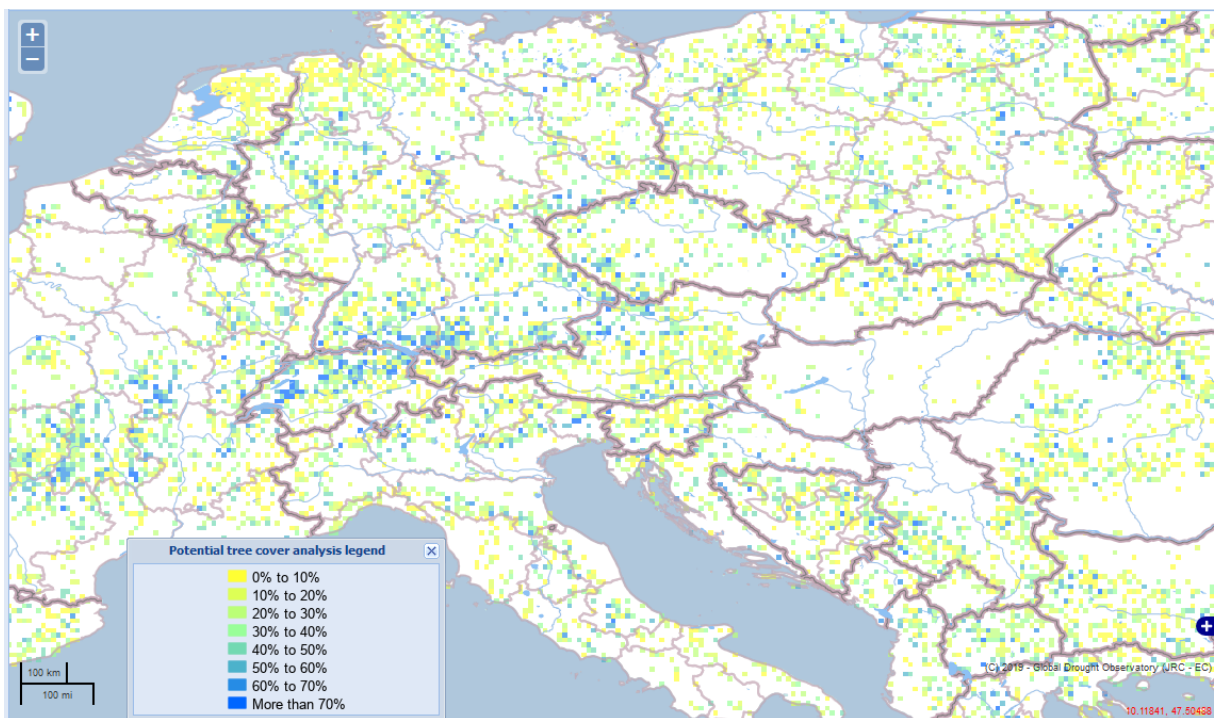 +
−
Potential tree cover analysis legend
0% to 10%
10% to 20%
20% to 30%
30% to 40%
40% to 50%
50% to 60%
60% to 70%
More than 70%
100 km
100 mi
(C) 2019 - Global Drought Observatory (JRC - EC)
10.11841, 47.50488